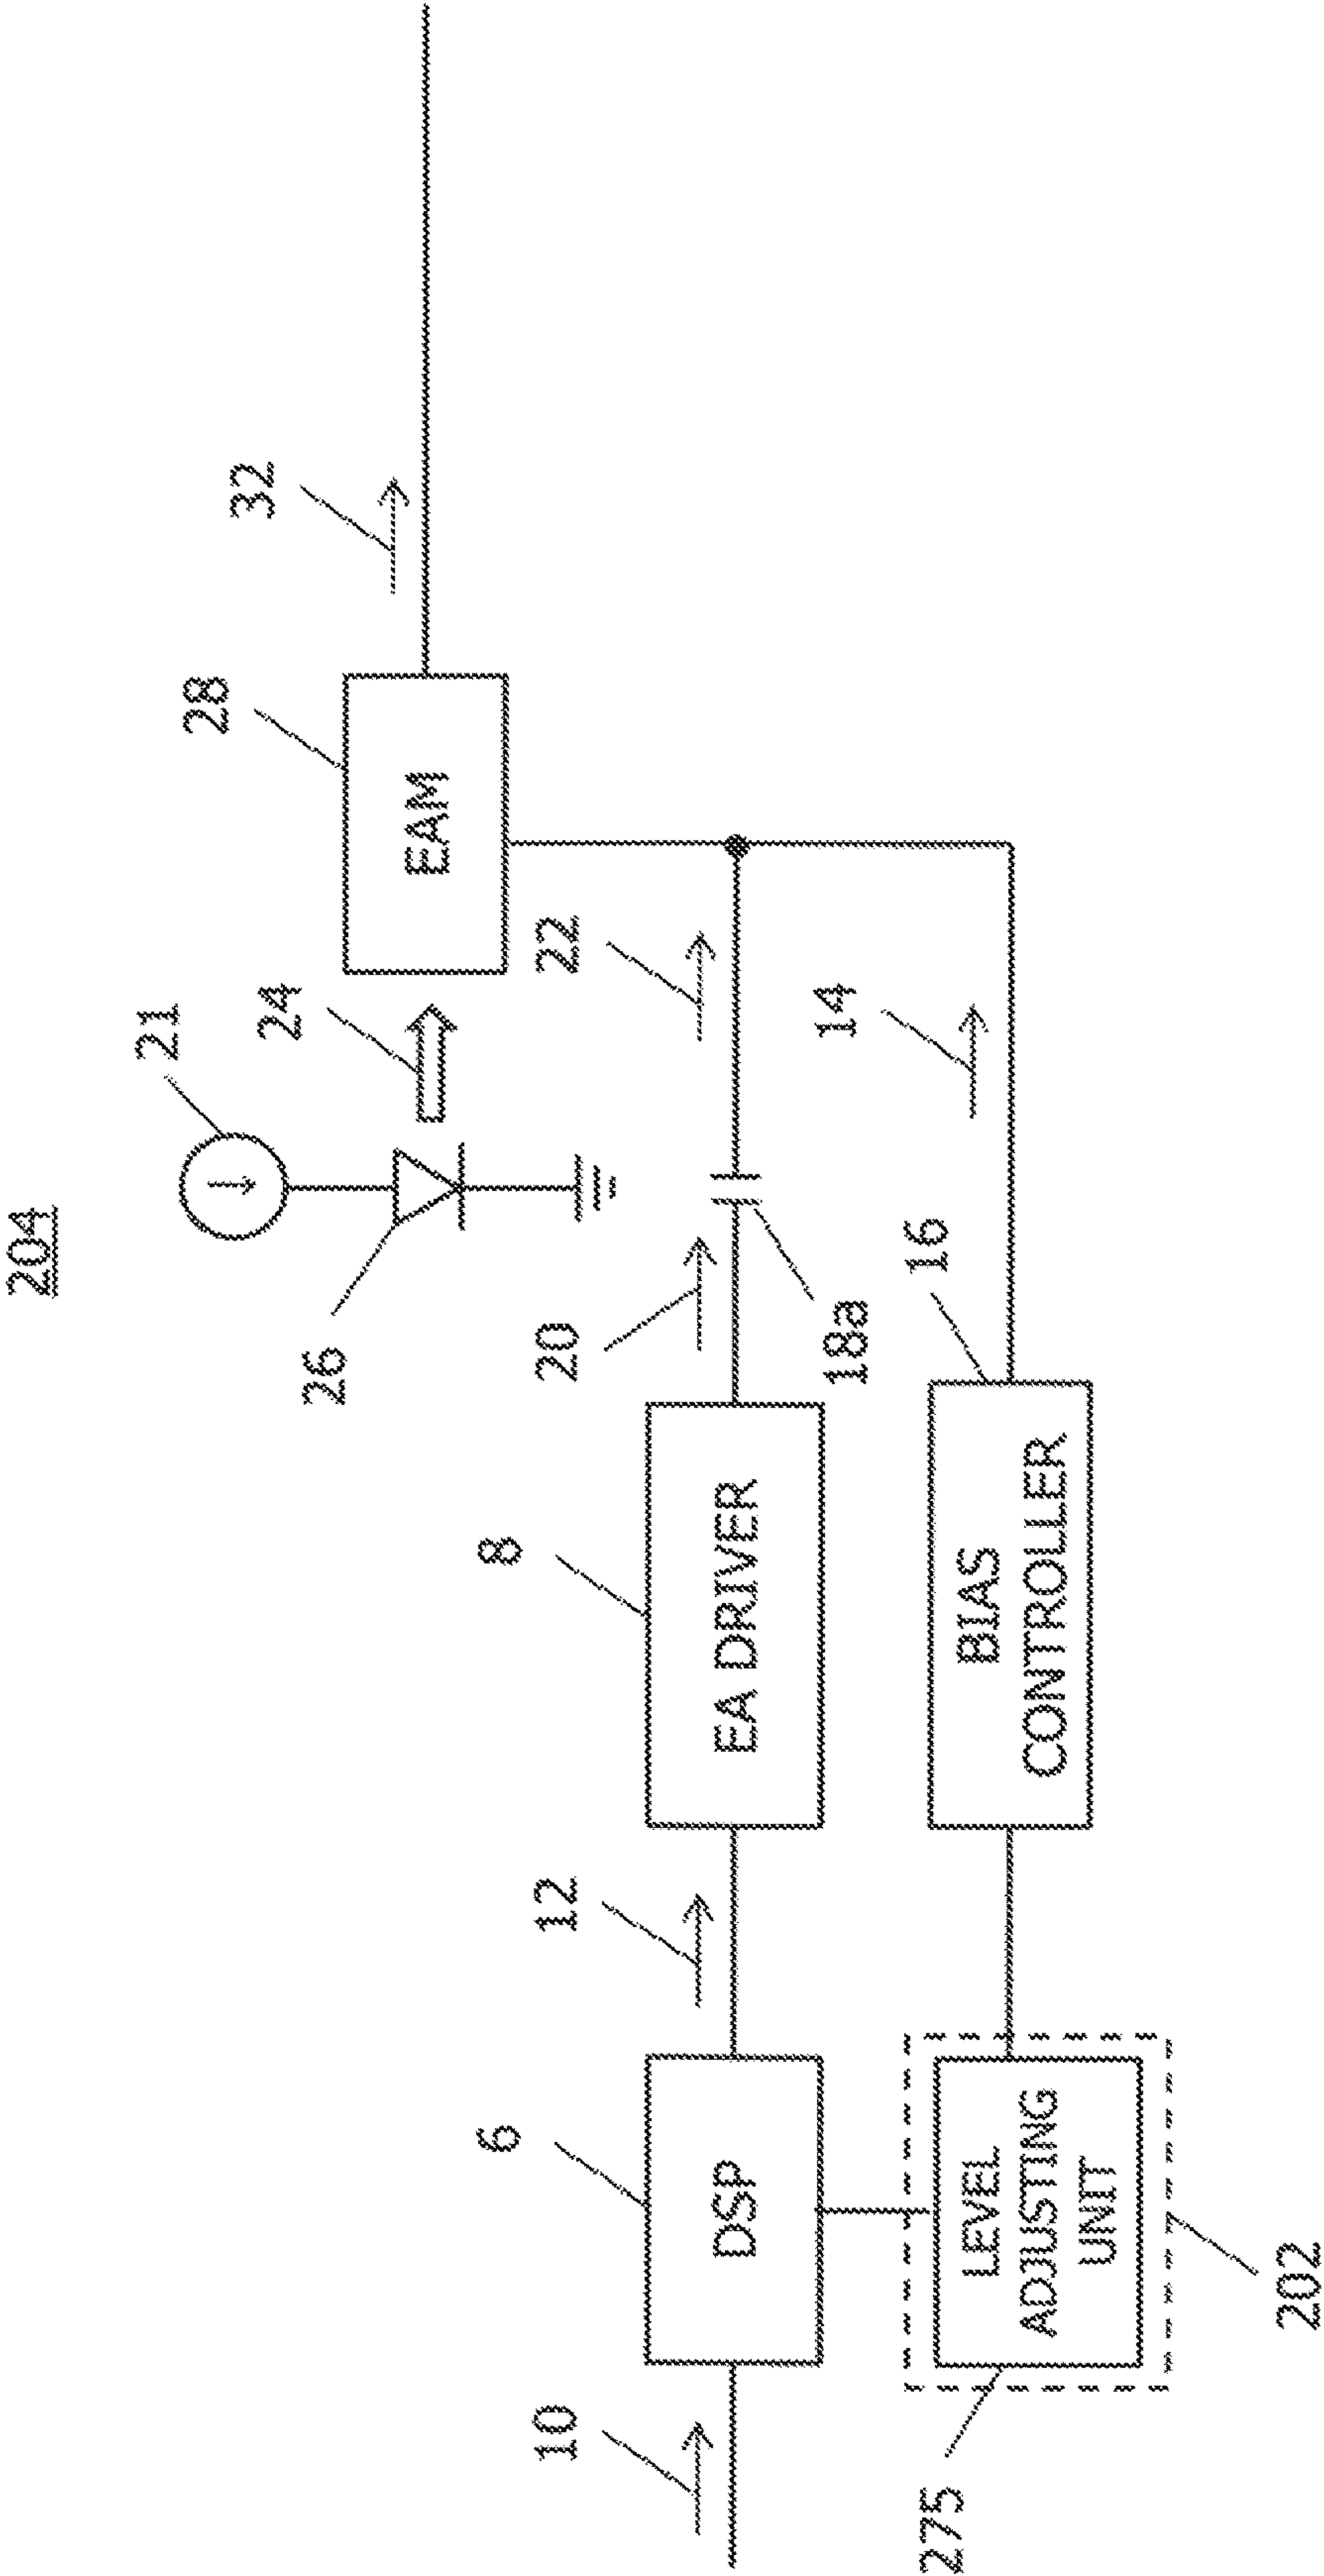 204
21
26
24
28
32
10
6
DSP
12
8
EA DRIVER
20
18a
22
EAM
275
LEVEL
ADJUSTING
UNIT
202
BIAS
CONTROLLER
16
14